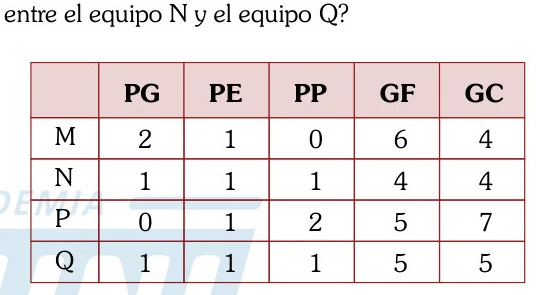 entre el equipo N y el equipo Q?
PG PE PP GF GC
M 2 1 0 6 4
N 1 1 1 4 4
P 0 1 2 5 7
Q 1 1 1 5 5
DEMIA